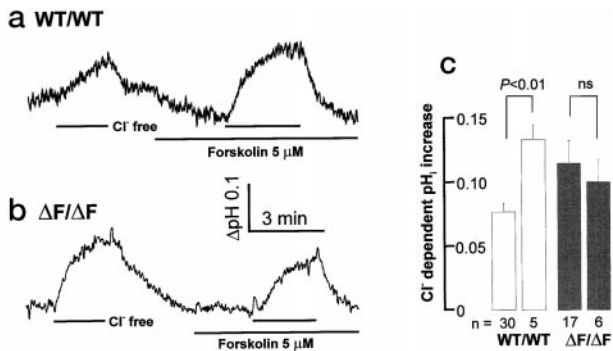 a WT/WT
Cl⁻ free
Forskolin 5 μM
b ΔF/ΔF
ΔpH 0.1
3 min
Cl⁻ free
Forskolin 5 μM
c
P<0.01
ns
Cl⁻ dependent pHi increase
0.15
0.10
0.05
0
n = 30 5 17 6
WT/WT ΔF/ΔF